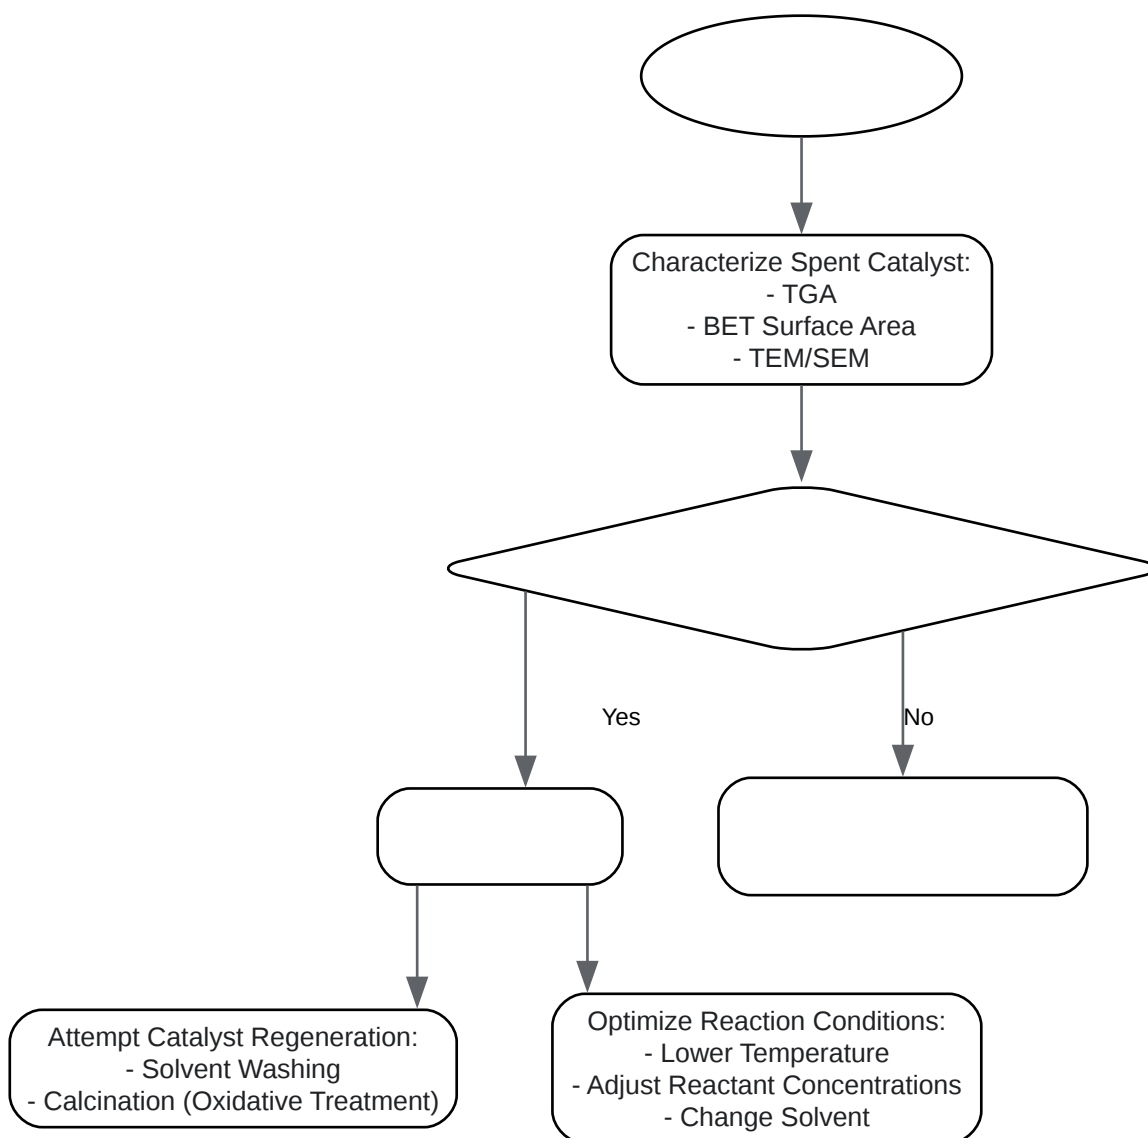 Characterize Spent Catalyst:
- TGA
- BET Surface Area
- TEM/SEM
Yes
No
Attempt Catalyst Regeneration:
- Solvent Washing
- Calcination (Oxidative Treatment)
Optimize Reaction Conditions:
- Lower Temperature
- Adjust Reactant Concentrations
- Change Solvent